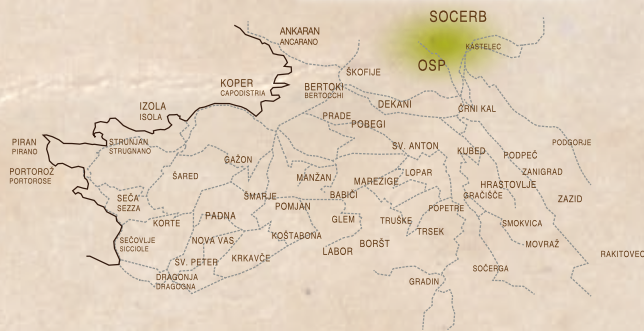 SOCERB
ANKARAN
ANCARANO
KASTELEC
OSP
ŠKOFIJE
KOPER
CAPODISTRIA
BERTOKI
BERTOCCHI
IZOLA
ISOLA
DEKANI
ČRNI KAL
PRADE
POBEGI
PIRAN
PIRANO
STRUNJAN
STRUGNANO
SV. ANTON
KUBED
PODPEČ
PODGORJE
PORTOROŽ
PORTOROSE
GAŽON
ŠARED
MANŽAN
MAREZIGE
LOPAR
ZANIGRAD
HRASTOVLJE
SEČA
SEZZA
ŠMARJE
POMJAN
BABIČI
GRAČIŠČE
ZAZID
KORTE
PADNA
GLEM
TRUŠKE
POPETRE
SMOKVICA
TRSEK
SEČOVLJE
SICCIOLE
NOVA VAS
KOŠTABONA
LABOR
BORŠT
MOVRAŽ
RAKITOVEC
SV. PETER
KRKAVČE
SOČERGA
DRAGONJA
DRAGOGNA
GRADIN